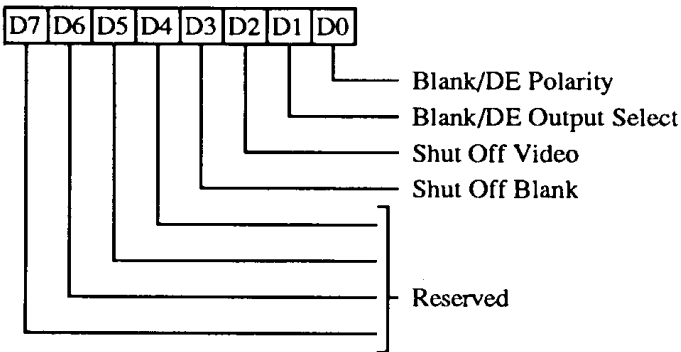 D7 D6 D5 D4 D3 D2 D1 D0
Blank/DE Polarity
Blank/DE Output Select
Shut Off Video
Shut Off Blank
Reserved